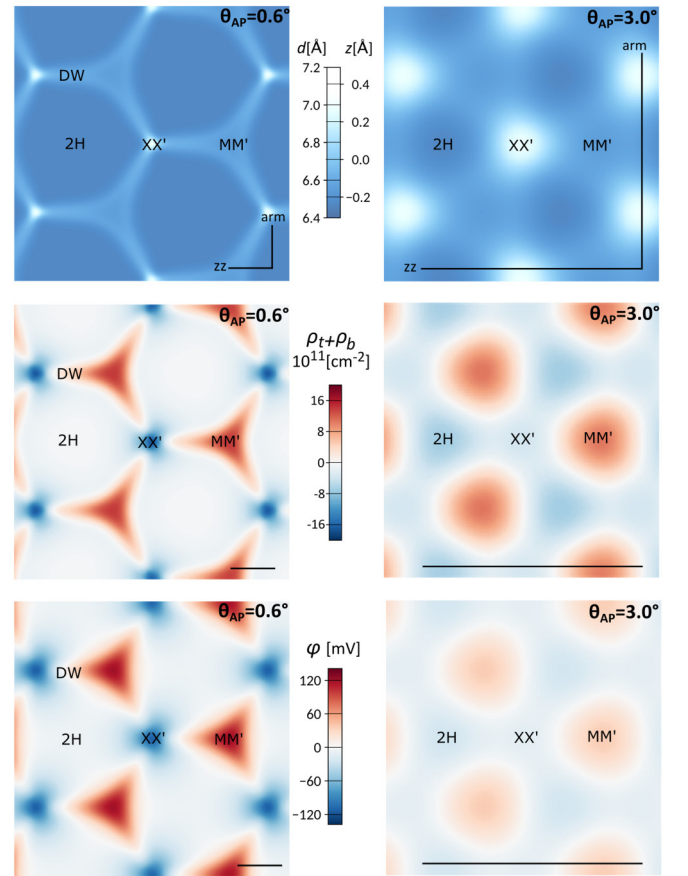 θAP=0.6°
DW
2H
XX'
MM'
arm
zz
d[Å] z[Å]
7.2
0.4
7.0
0.2
6.8
0.0
6.6
−0.2
6.4
θAP=3.0°
arm
2H
XX'
MM'
zz
θAP=0.6°
DW
2H
XX'
MM'
ρt+ρb
10¹¹[cm⁻²]
16
8
0
-8
-16
θAP=3.0°
2H
XX'
MM'
θAP=0.6°
DW
2H
XX'
MM'
φ [mV]
120
60
0
−60
−120
θAP=3.0°
2H
XX'
MM'